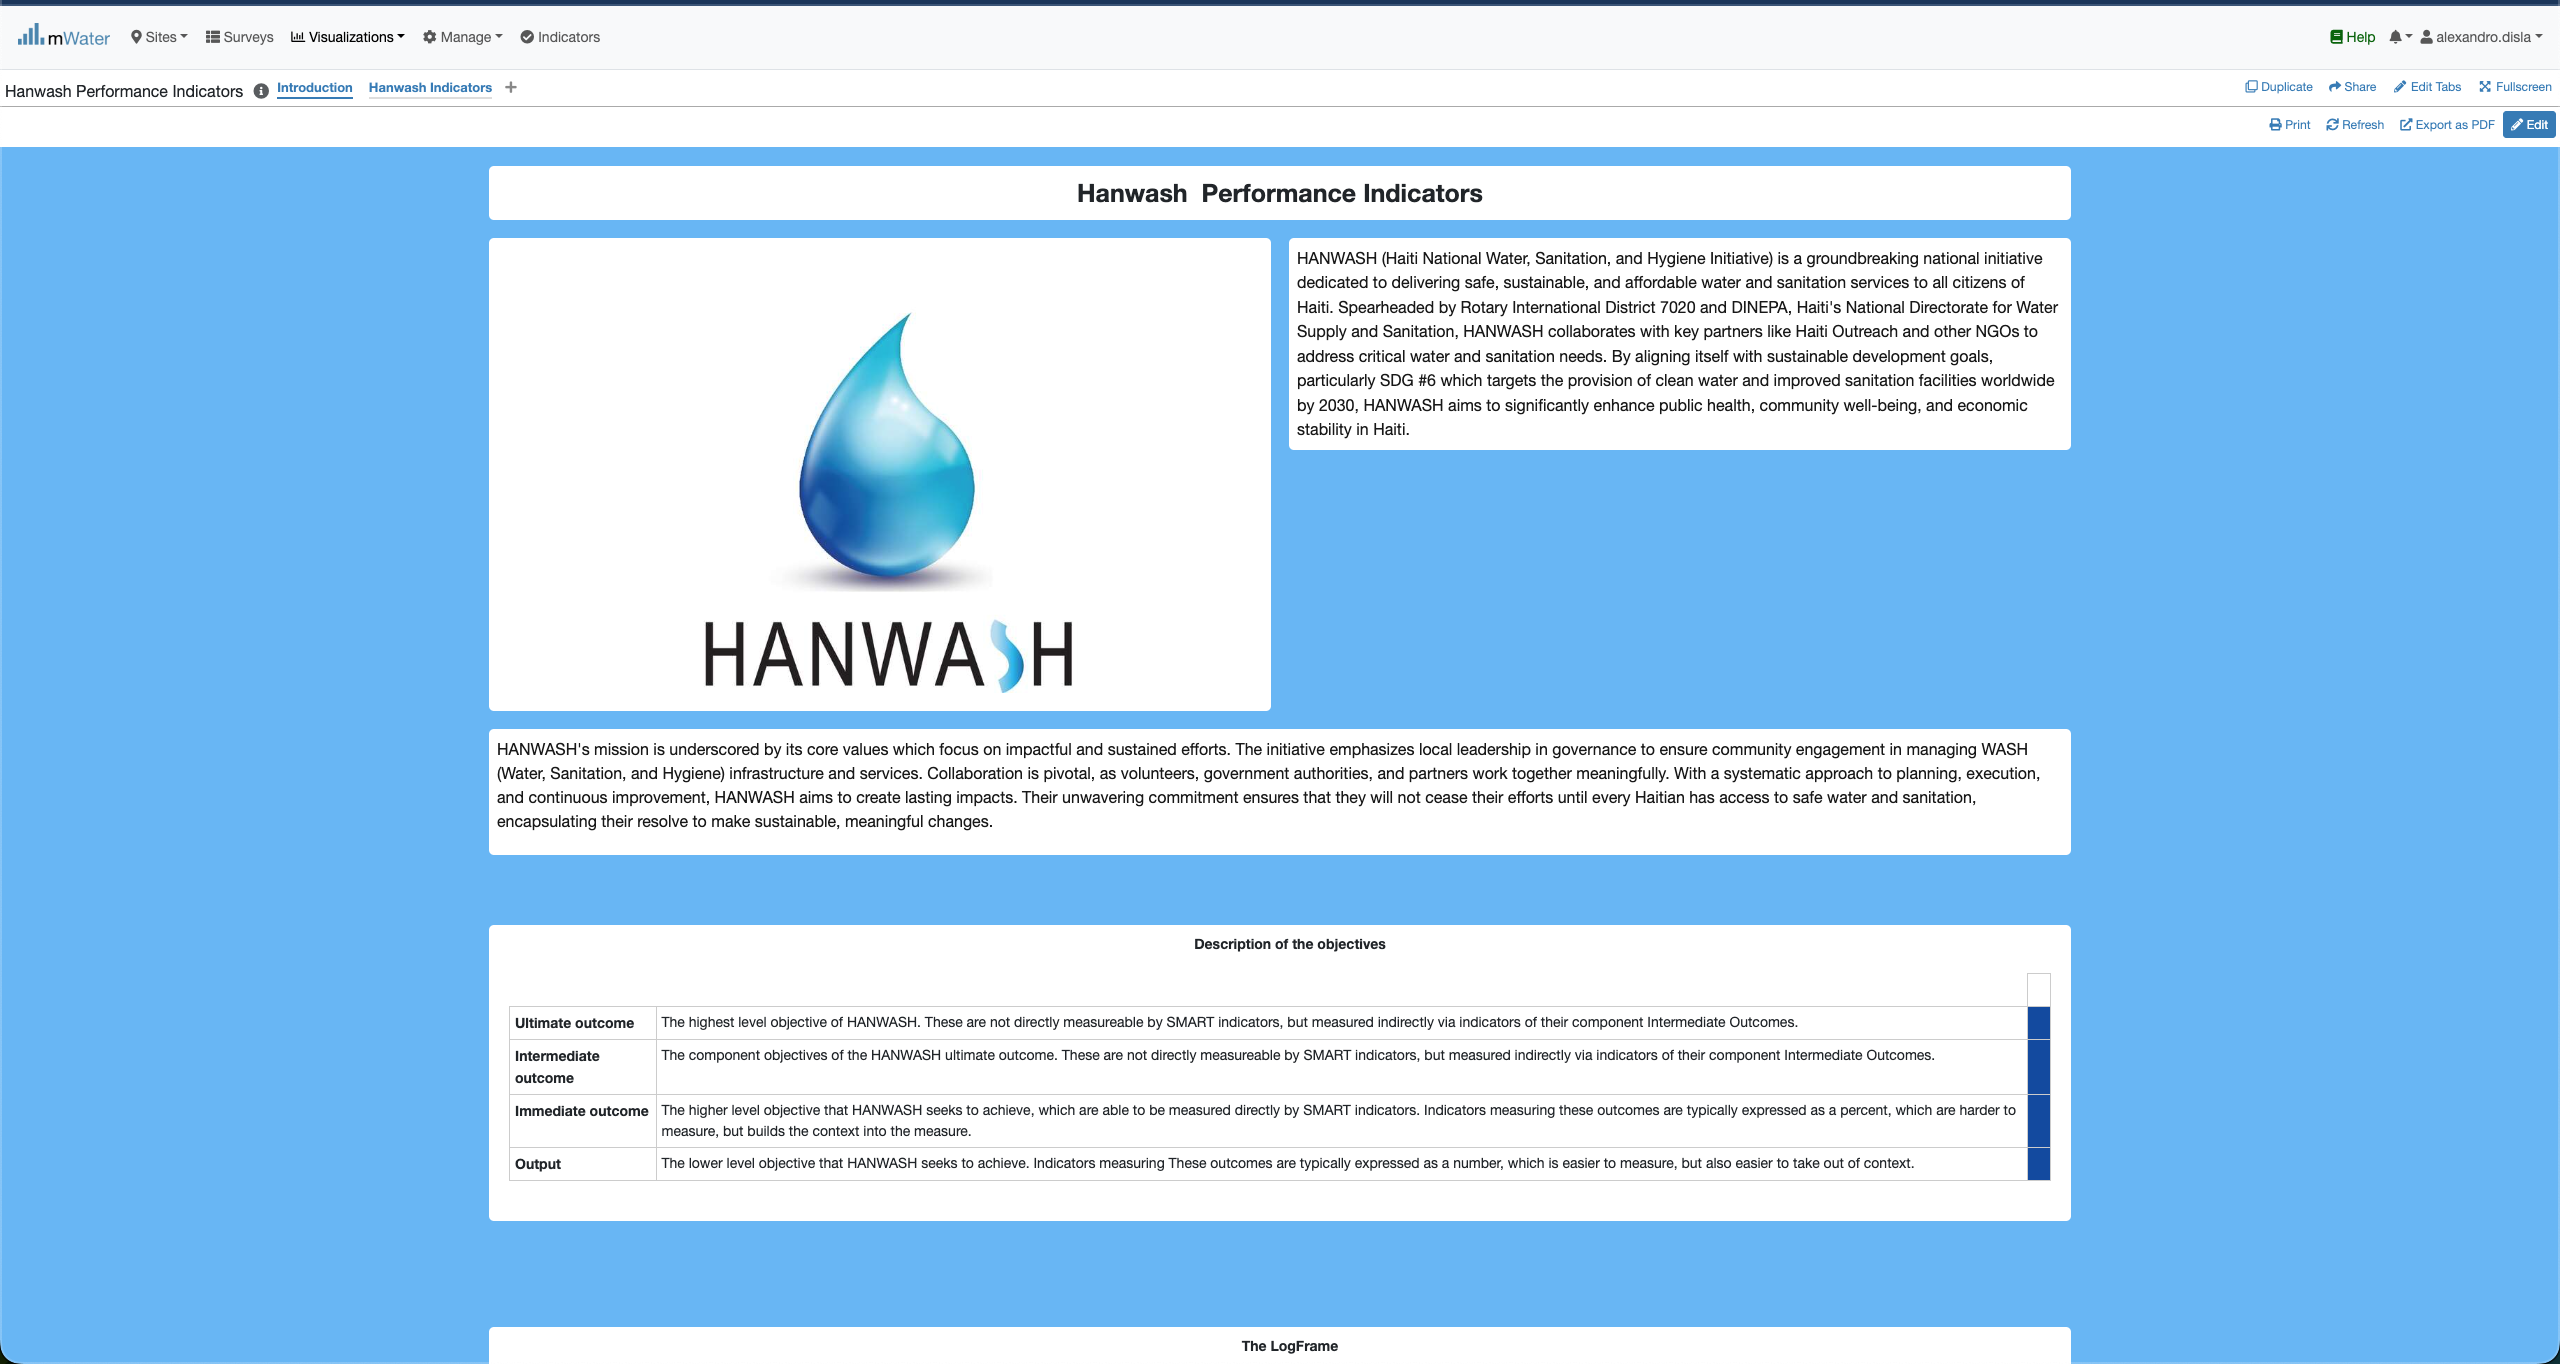 mWater Sites Surveys Visualizations Manage Indicators Help alexandro.disla
Hanwash Performance Indicators Introduction Hanwash Indicators + Duplicate Share Edit Tabs Fullscreen
Print Refresh Export as PDF Edit
Hanwash  Performance Indicators
HANWASH
HANWASH (Haiti National Water, Sanitation, and Hygiene Initiative) is a groundbreaking national initiative
dedicated to delivering safe, sustainable, and affordable water and sanitation services to all citizens of
Haiti. Spearheaded by Rotary International District 7020 and DINEPA, Haiti's National Directorate for Water
Supply and Sanitation, HANWASH collaborates with key partners like Haiti Outreach and other NGOs to
address critical water and sanitation needs. By aligning itself with sustainable development goals,
particularly SDG #6 which targets the provision of clean water and improved sanitation facilities worldwide
by 2030, HANWASH aims to significantly enhance public health, community well-being, and economic
stability in Haiti.
HANWASH's mission is underscored by its core values which focus on impactful and sustained efforts. The initiative emphasizes local leadership in governance to ensure community engagement in managing WASH
(Water, Sanitation, and Hygiene) infrastructure and services. Collaboration is pivotal, as volunteers, government authorities, and partners work together meaningfully. With a systematic approach to planning, execution,
and continuous improvement, HANWASH aims to create lasting impacts. Their unwavering commitment ensures that they will not cease their efforts until every Haitian has access to safe water and sanitation,
encapsulating their resolve to make sustainable, meaningful changes.
Description of the objectives
Ultimate outcome The highest level objective of HANWASH. These are not directly measureable by SMART indicators, but measured indirectly via indicators of their component Intermediate Outcomes.
Intermediate The component objectives of the HANWASH ultimate outcome. These are not directly measureable by SMART indicators, but measured indirectly via indicators of their component Intermediate Outcomes.
outcome
Immediate outcome The higher level objective that HANWASH seeks to achieve, which are able to be measured directly by SMART indicators. Indicators measuring these outcomes are typically expressed as a percent, which are harder to
measure, but builds the context into the measure.
Output The lower level objective that HANWASH seeks to achieve. Indicators measuring These outcomes are typically expressed as a number, which is easier to measure, but also easier to take out of context.
The LogFrame